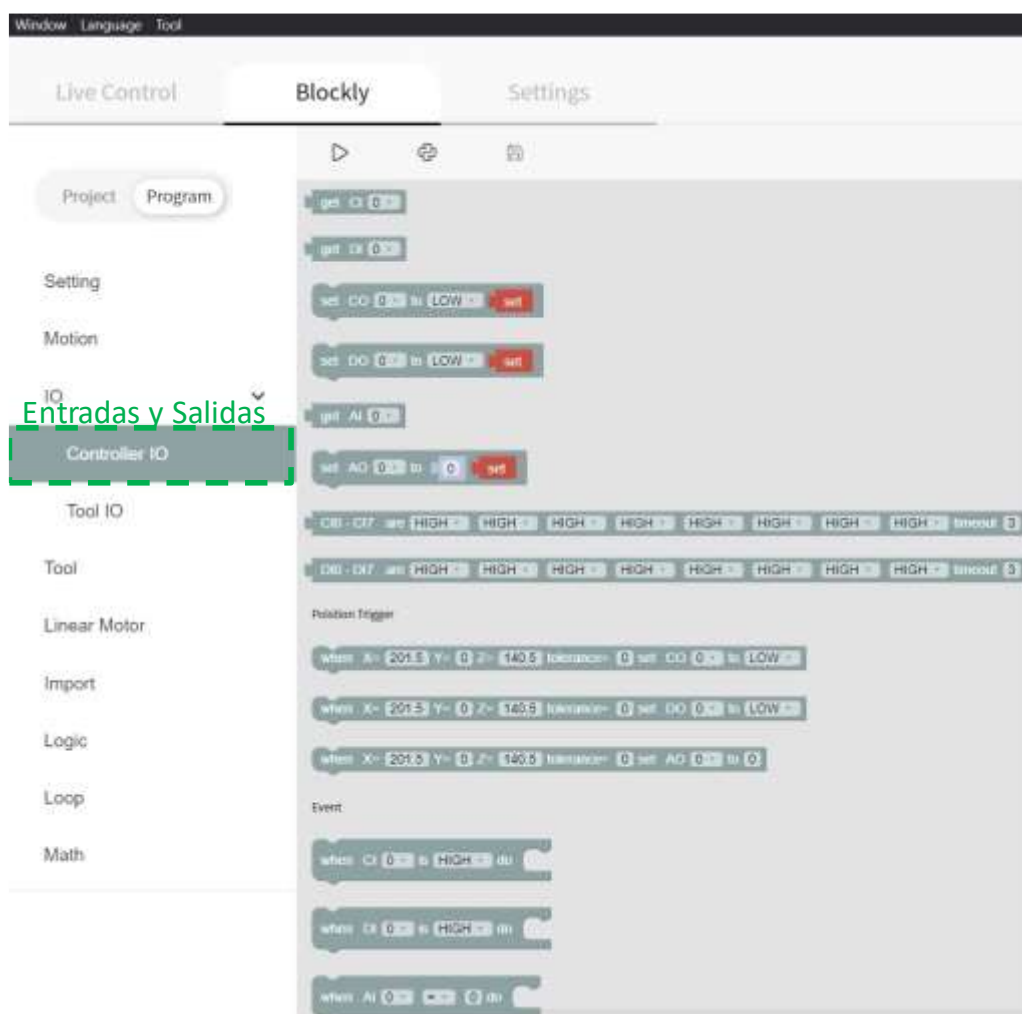 Window Language Tool
Live Control Blockly Settings
Project Program
Setting
Motion
IO
Entradas y Salidas
Controller IO
Tool IO
Tool
Linear Motor
Import
Logic
Loop
Math
get CI 0
get DI 0
set CO 0 to LOW set
set DO 0 to LOW set
get AI 0
set AO 0 to 0 set
CI0 - CI7 are HIGH HIGH HIGH HIGH HIGH HIGH HIGH HIGH timeout 3
DI0 - DI7 are HIGH HIGH HIGH HIGH HIGH HIGH HIGH HIGH timeout 3
Position Trigger
when X= 201.5 Y= 0 Z= 140.5 tolerance= 0 set CO 0 to LOW
when X= 201.5 Y= 0 Z= 140.5 tolerance= 0 set DO 0 to LOW
when X= 201.5 Y= 0 Z= 140.5 tolerance= 0 set AO 0 to 0
Event
when CI 0 is HIGH do
when DI 0 is HIGH do
when AI 0 = 0 do